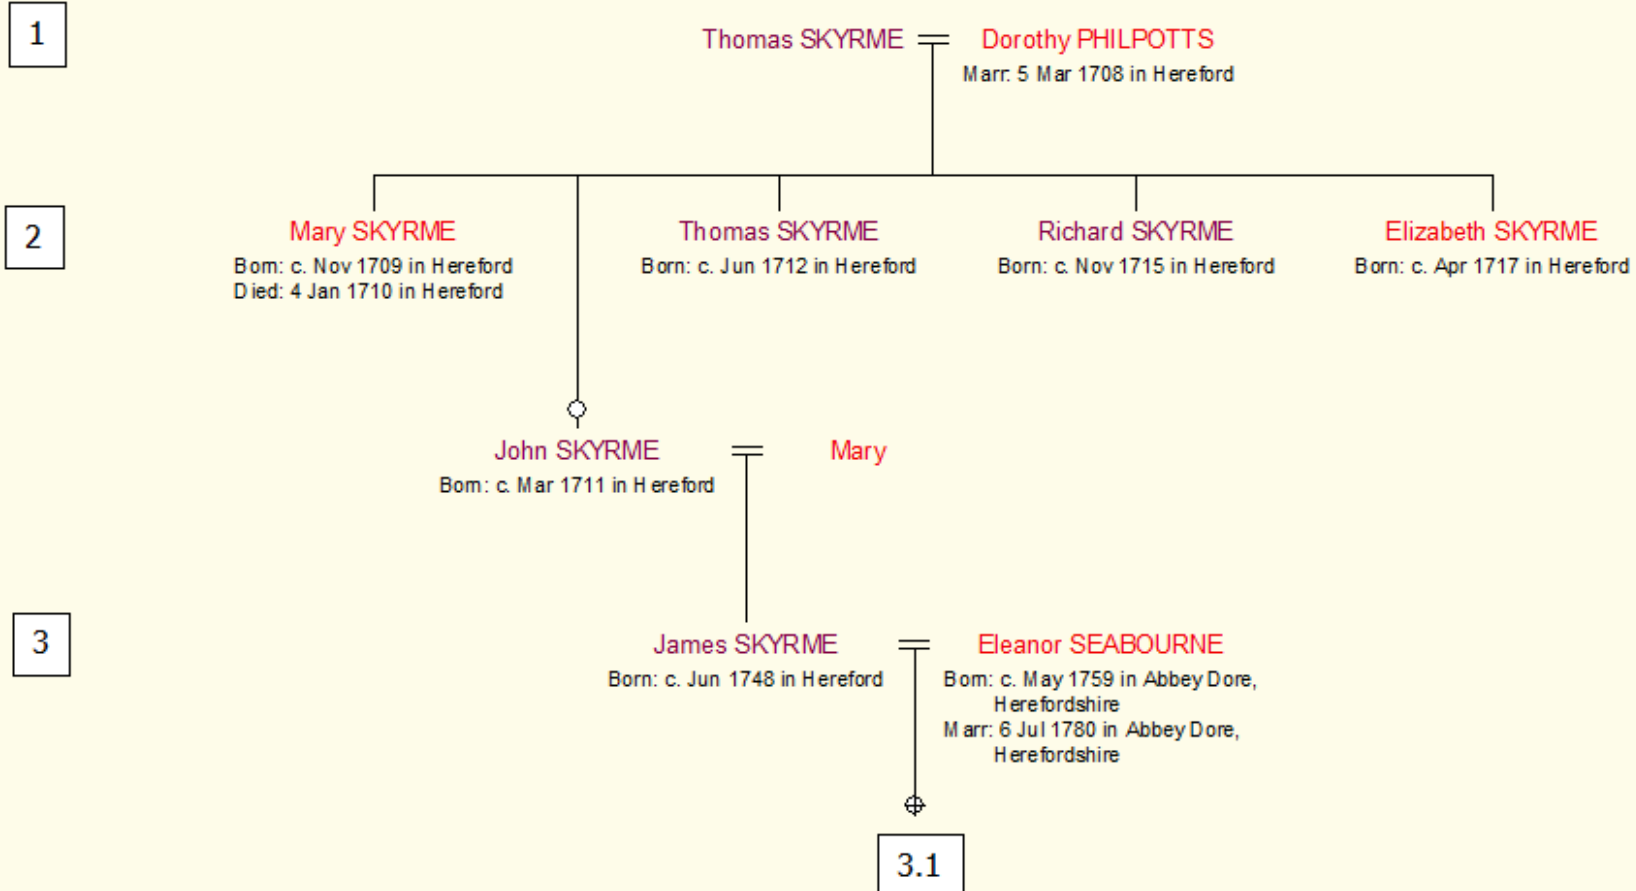 1
Thomas SKYRME
Dorothy PHILPOTTS
Marr: 5 Mar 1708 in Hereford
2
Mary SKYRME
Born: c. Nov 1709 in Hereford
Died: 4 Jan 1710 in Hereford
Thomas SKYRME
Born: c. Jun 1712 in Hereford
Richard SKYRME
Born: c. Nov 1715 in Hereford
Elizabeth SKYRME
Born: c. Apr 1717 in Hereford
John SKYRME
Born: c. Mar 1711 in Hereford
Mary
3
James SKYRME
Born: c. Jun 1748 in Hereford
Eleanor SEABOURNE
Born: c. May 1759 in Abbey Dore,
Herefordshire
Marr: 6 Jul 1780 in Abbey Dore,
Herefordshire
3.1